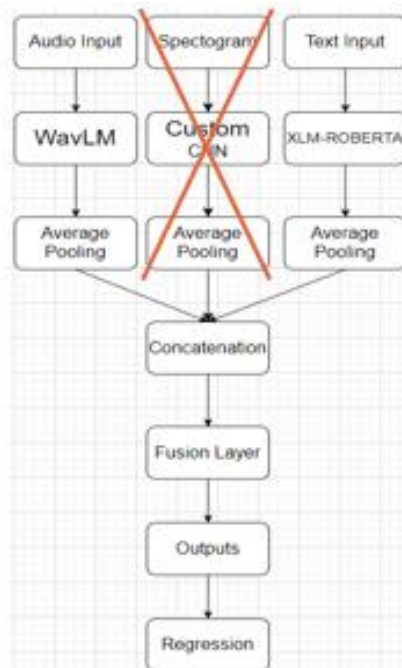 Audio Input
Spectogram
Text Input
WavLM
Custom
CNN
XLM-ROBERTA
Average
Pooling
Average
Pooling
Average
Pooling
Concatenation
Fusion Layer
Outputs
Regression